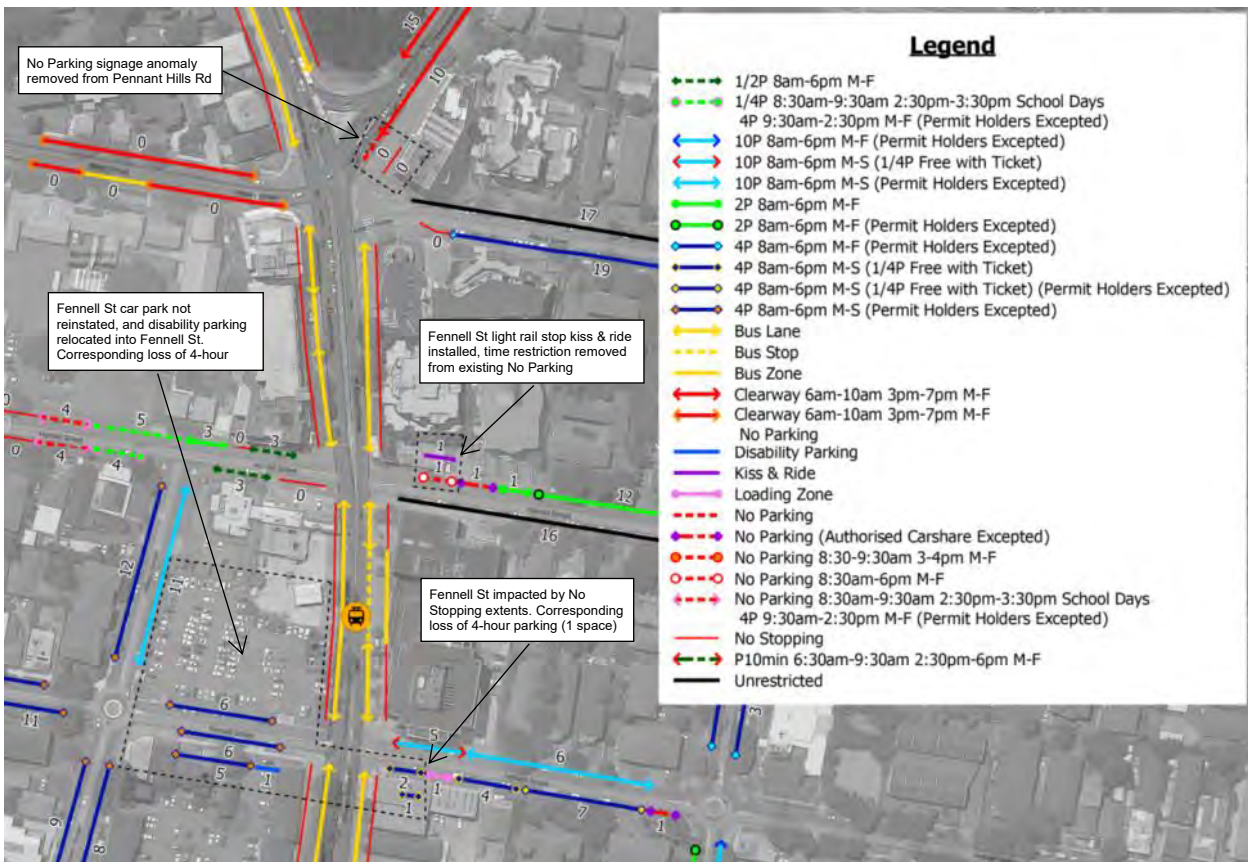 No Parking signage anomaly
removed from Pennant Hills Rd
Fennell St car park not
reinstated, and disability parking
relocated into Fennell St.
Corresponding loss of 4-hour
Fennell St light rail stop kiss & ride
installed, time restriction removed
from existing No Parking
Fennell St impacted by No
Stopping extents. Corresponding
loss of 4-hour parking (1 space)
15
10
0
0
0
0
0
0
17
0
19
0
4
5
3
0
3
0
4
4
3
0
1
1
1
1
12
16
12
11
11
6
6
5
1
5
6
2
1
1
4
7
1
9
8
3
Legend
1/2P 8am-6pm M-F
1/4P 8:30am-9:30am 2:30pm-3:30pm School Days
4P 9:30am-2:30pm M-F (Permit Holders Excepted)
10P 8am-6pm M-F (Permit Holders Excepted)
10P 8am-6pm M-S (1/4P Free with Ticket)
10P 8am-6pm M-S (Permit Holders Excepted)
2P 8am-6pm M-F
2P 8am-6pm M-F (Permit Holders Excepted)
4P 8am-6pm M-F (Permit Holders Excepted)
4P 8am-6pm M-S (1/4P Free with Ticket)
4P 8am-6pm M-S (1/4P Free with Ticket) (Permit Holders Excepted)
4P 8am-6pm M-S (Permit Holders Excepted)
Bus Lane
Bus Stop
Bus Zone
Clearway 6am-10am 3pm-7pm M-F
Clearway 6am-10am 3pm-7pm M-F
No Parking
Disability Parking
Kiss & Ride
Loading Zone
No Parking
No Parking (Authorised Carshare Excepted)
No Parking 8:30-9:30am 3-4pm M-F
No Parking 8:30am-6pm M-F
No Parking 8:30am-9:30am 2:30pm-3:30pm School Days
4P 9:30am-2:30pm M-F (Permit Holders Excepted)
No Stopping
P10min 6:30am-9:30am 2:30pm-6pm M-F
Unrestricted